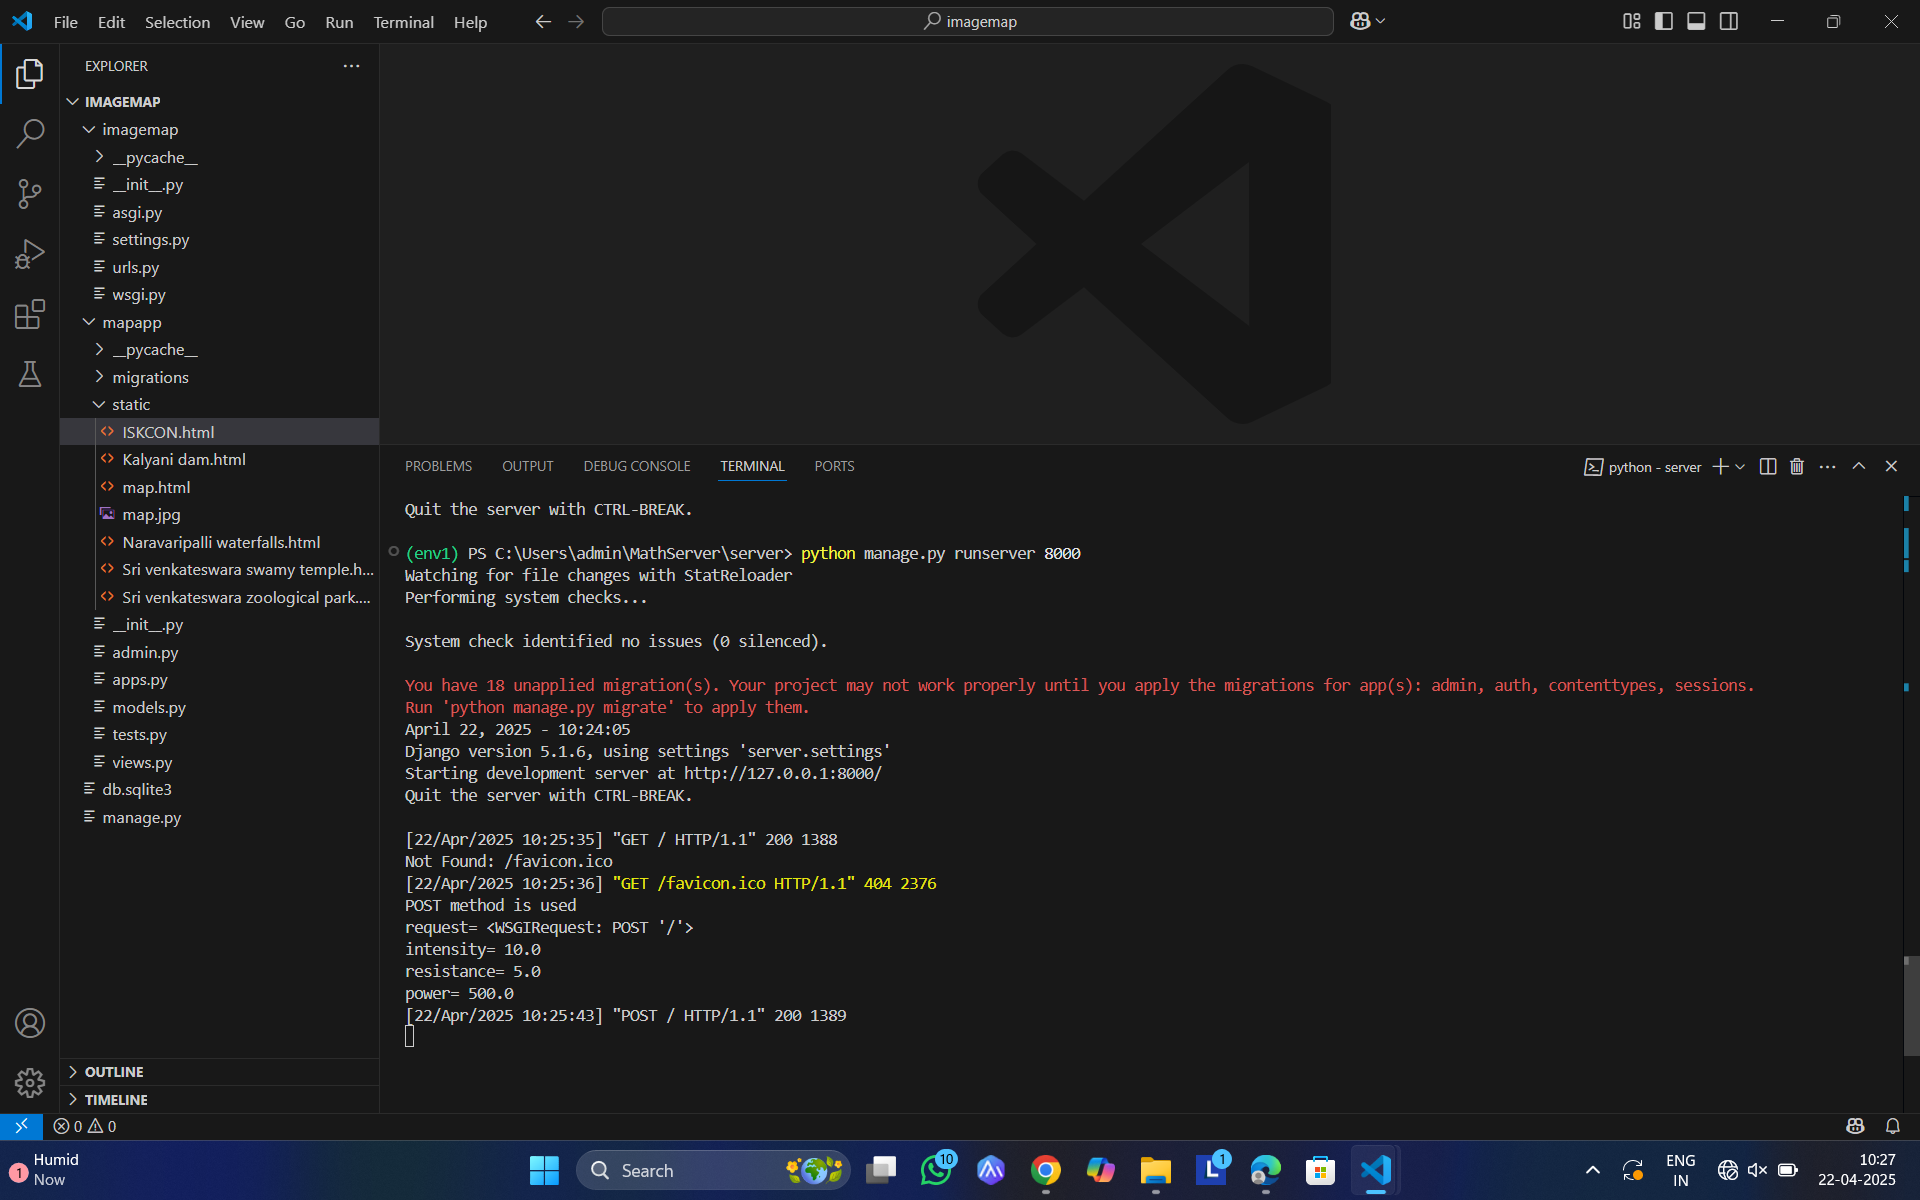 File Edit Selection View Go Run Terminal Help
imagemap
EXPLORER
IMAGEMAP
imagemap
__pycache__
__init__.py
asgi.py
settings.py
urls.py
wsgi.py
mapapp
__pycache__
migrations
static
ISKCON.html
Kalyani dam.html
map.html
map.jpg
Naravaripalli waterfalls.html
Sri venkateswara swamy temple.h...
Sri venkateswara zoological park....
__init__.py
admin.py
apps.py
models.py
tests.py
views.py
db.sqlite3
manage.py
OUTLINE
TIMELINE
PROBLEMS OUTPUT DEBUG CONSOLE TERMINAL PORTS
python - server
Quit the server with CTRL-BREAK.
(env1) PS C:\Users\admin\MathServer\server> python manage.py runserver 8000
Watching for file changes with StatReloader
Performing system checks...
System check identified no issues (0 silenced).
You have 18 unapplied migration(s). Your project may not work properly until you apply the migrations for app(s): admin, auth, contenttypes, sessions.
Run 'python manage.py migrate' to apply them.
April 22, 2025 - 10:24:05
Django version 5.1.6, using settings 'server.settings'
Starting development server at http://127.0.0.1:8000/
Quit the server with CTRL-BREAK.
[22/Apr/2025 10:25:35] "GET / HTTP/1.1" 200 1388
Not Found: /favicon.ico
[22/Apr/2025 10:25:36] "GET /favicon.ico HTTP/1.1" 404 2376
POST method is used
request= <WSGIRequest: POST '/'>
intensity= 10.0
resistance= 5.0
power= 500.0
[22/Apr/2025 10:25:43] "POST / HTTP/1.1" 200 1389
0 0
1
Humid
Now
Search
10
L
1
ENG
IN
10:27
22-04-2025